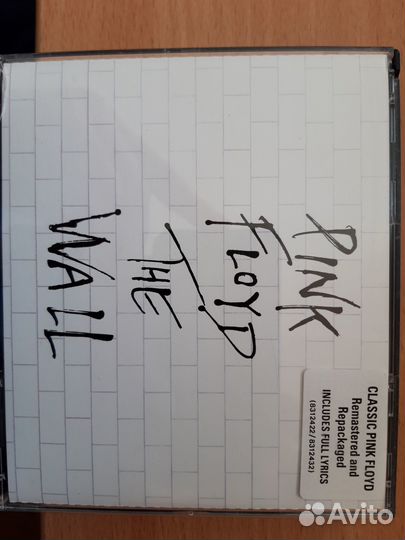 PINK
FLOYD
THE
WALL
CLASSIC PINK FLOYD
Remastered and
Repackaged
INCLUDES FULL LYRICS
(8312422/8312432)
Avito